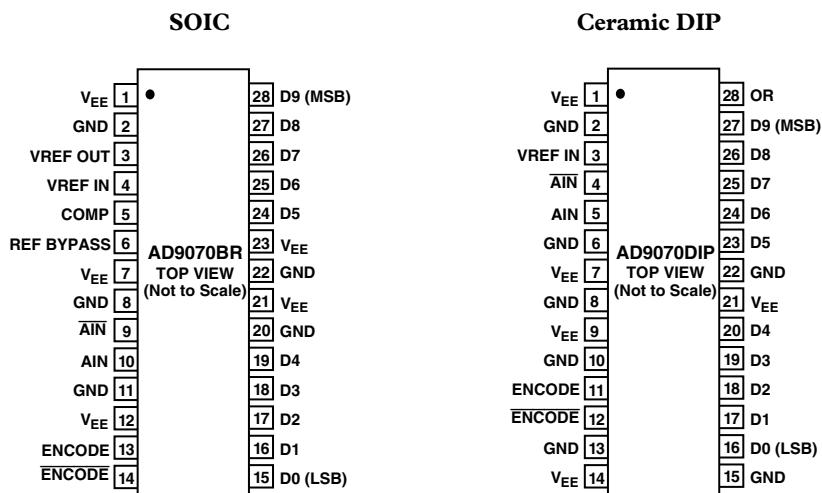 SOIC
V_EE 1
GND 2
VREF OUT 3
VREF IN 4
COMP 5
REF BYPASS 6
V_EE 7
GND 8
A̅I̅N̅ 9
AIN 10
GND 11
V_EE 12
ENCODE 13
E̅N̅C̅O̅D̅E̅ 14
AD9070BR
TOP VIEW
(Not to Scale)
28 D9 (MSB)
27 D8
26 D7
25 D6
24 D5
23 V_EE
22 GND
21 V_EE
20 GND
19 D4
18 D3
17 D2
16 D1
15 D0 (LSB)
Ceramic DIP
V_EE 1
GND 2
VREF IN 3
A̅I̅N̅ 4
AIN 5
GND 6
V_EE 7
GND 8
V_EE 9
GND 10
ENCODE 11
E̅N̅C̅O̅D̅E̅ 12
GND 13
V_EE 14
AD9070DIP
TOP VIEW
(Not to Scale)
28 OR
27 D9 (MSB)
26 D8
25 D7
24 D6
23 D5
22 GND
21 V_EE
20 D4
19 D3
18 D2
17 D1
16 D0 (LSB)
15 GND